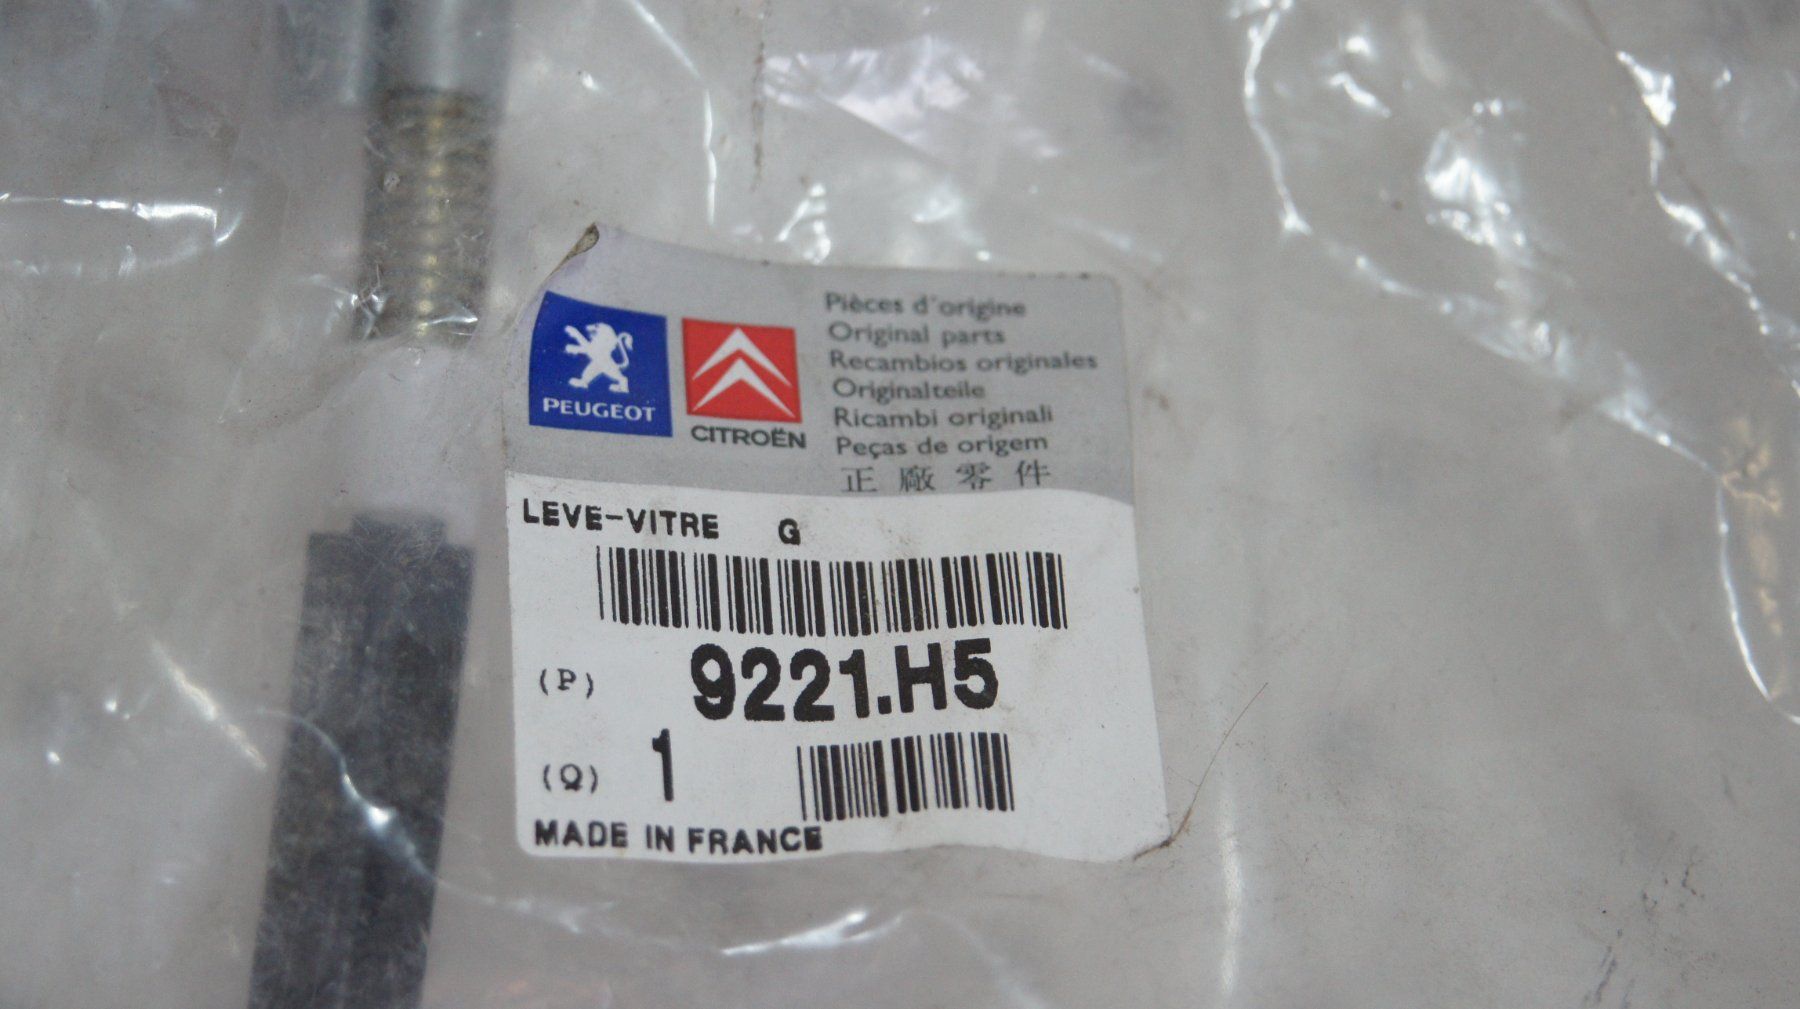 PEUGEOT
CITROËN
Pièces d'origine
Original parts
Recambios originales
Originalteile
Ricambi originali
Peças de origem
正廠零件
LEVE-VITRE G
(P) 9221.H5
(Q) 1
MADE IN FRANCE